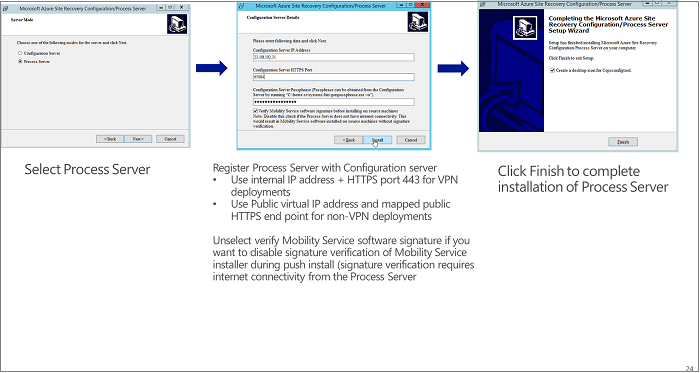 Microsoft Azure Site Recovery Configuration/Process Server
Server Mode
Choose one of the following modes for the server and click Next.
Configuration Server
Process Server
< Back
Next >
Cancel
Select Process Server
Microsoft Azure Site Recovery Configuration/Process Server
Configuration Server Details
Please enter following data and click Next.
Configuration Server IP Address
Configuration Server HTTPS Port
Configuration Server Passphrase (Passphrase can be obtained from the Configuration
Server by running
Verify Mobility Service software signature before installing on source machines
Note: Disable this check if the Process Server does not have internet connectivity. This
would result in Mobility Service software installed on source machines without signature
verification.
< Back
Install
Cancel
Register Process Server with Configuration server
• Use internal IP address + HTTPS port 443 for VPN
deployments
• Use Public virtual IP address and mapped public
HTTPS end point for non-VPN deployments
Unselect verify Mobility Service software signature if you
want to disable signature verification of Mobility Service
installer during push install (signature verification requires
internet connectivity from the Process Server
Microsoft Azure Site Recovery Configuration/Process Server
Completing the Microsoft Azure Site
Recovery Configuration/Process Server
Setup Wizard
Setup has finished installing Microsoft Azure Site Recovery
Configuration/Process Server on your computer.
Click Finish to exit Setup.
Create a desktop icon for Cspsconfigtool.
Finish
Click Finish to complete
installation of Process Server
24